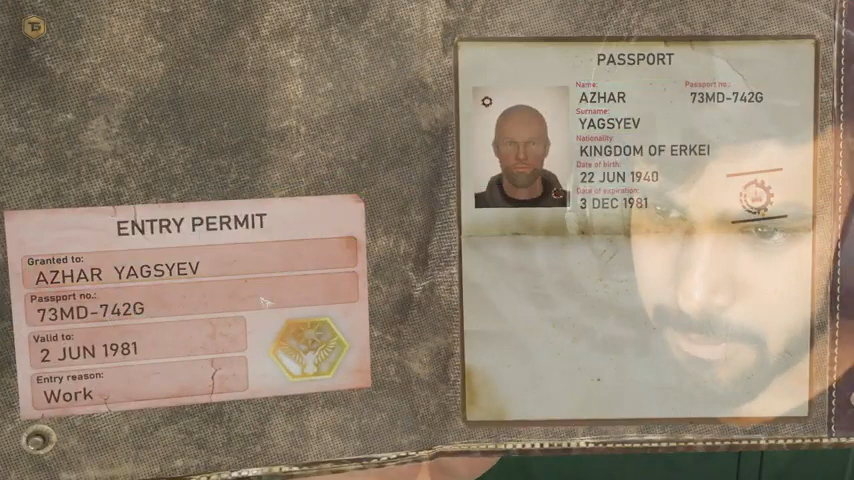 ENTRY PERMIT
Granted to:
AZHAR YAGSYEV
Passport no.:
73MD-742G
Valid to:
2 JUN 1981
Entry reason:
Work
PASSPORT
Name:
AZHAR
Surname:
YAGSYEV
Nationality
KINGDOM OF ERKEI
Date of birth:
22 JUN 1940
Date of expiration:
3 DEC 1981
Passport no.:
73MD-742G